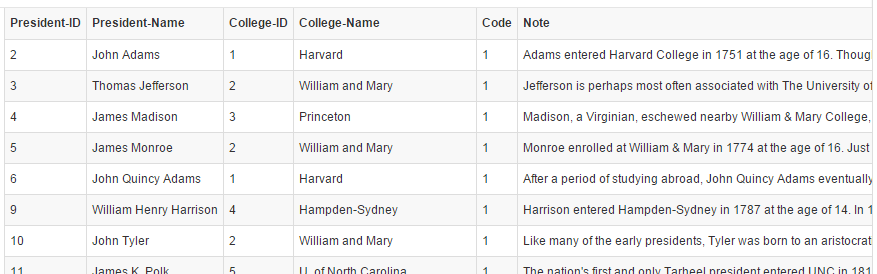 President-ID President-Name College-ID College-Name Code Note
2 John Adams 1 Harvard 1 Adams entered Harvard College in 1751 at the age of 16. Thoug
3 Thomas Jefferson 2 William and Mary 1 Jefferson is perhaps most often associated with The University of
4 James Madison 3 Princeton 1 Madison, a Virginian, eschewed nearby William & Mary College,
5 James Monroe 2 William and Mary 1 Monroe enrolled at William & Mary in 1774 at the age of 16. Just
6 John Quincy Adams 1 Harvard 1 After a period of studying abroad, John Quincy Adams eventually
9 William Henry Harrison 4 Hampden-Sydney 1 Harrison entered Hampden-Sydney in 1787 at the age of 14. In 1
10 John Tyler 2 William and Mary 1 Like many of the early presidents, Tyler was born to an aristocrat
11 James K. Polk 5 U. of North Carolina 1 The nation's first and only Tarheel president entered UNC in 181